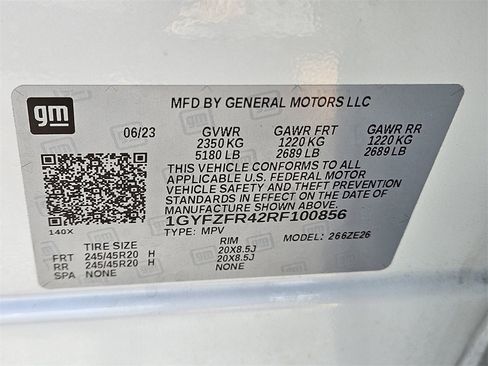 gm
MFD BY GENERAL MOTORS LLC
06/23 GVWR GAWR FRT GAWR RR
2350 KG 1220 KG 1220 KG
5180 LB 2689 LB 2689 LB
THIS VEHICLE CONFORMS TO ALL
APPLICABLE U.S. FEDERAL MOTOR
VEHICLE SAFETY AND THEFT PREVENTION
STANDARDS IN EFFECT ON THE DATE OF
MANUFACTURE SHOWN ABOVE.
1GYFZFR42RF100856
140X TYPE: MPV MODEL: 266ZE26
TIRE SIZE RIM
FRT 245/45R20 H 20X8.5J
RR 245/45R20 H 20X8.5J
SPA NONE NONE